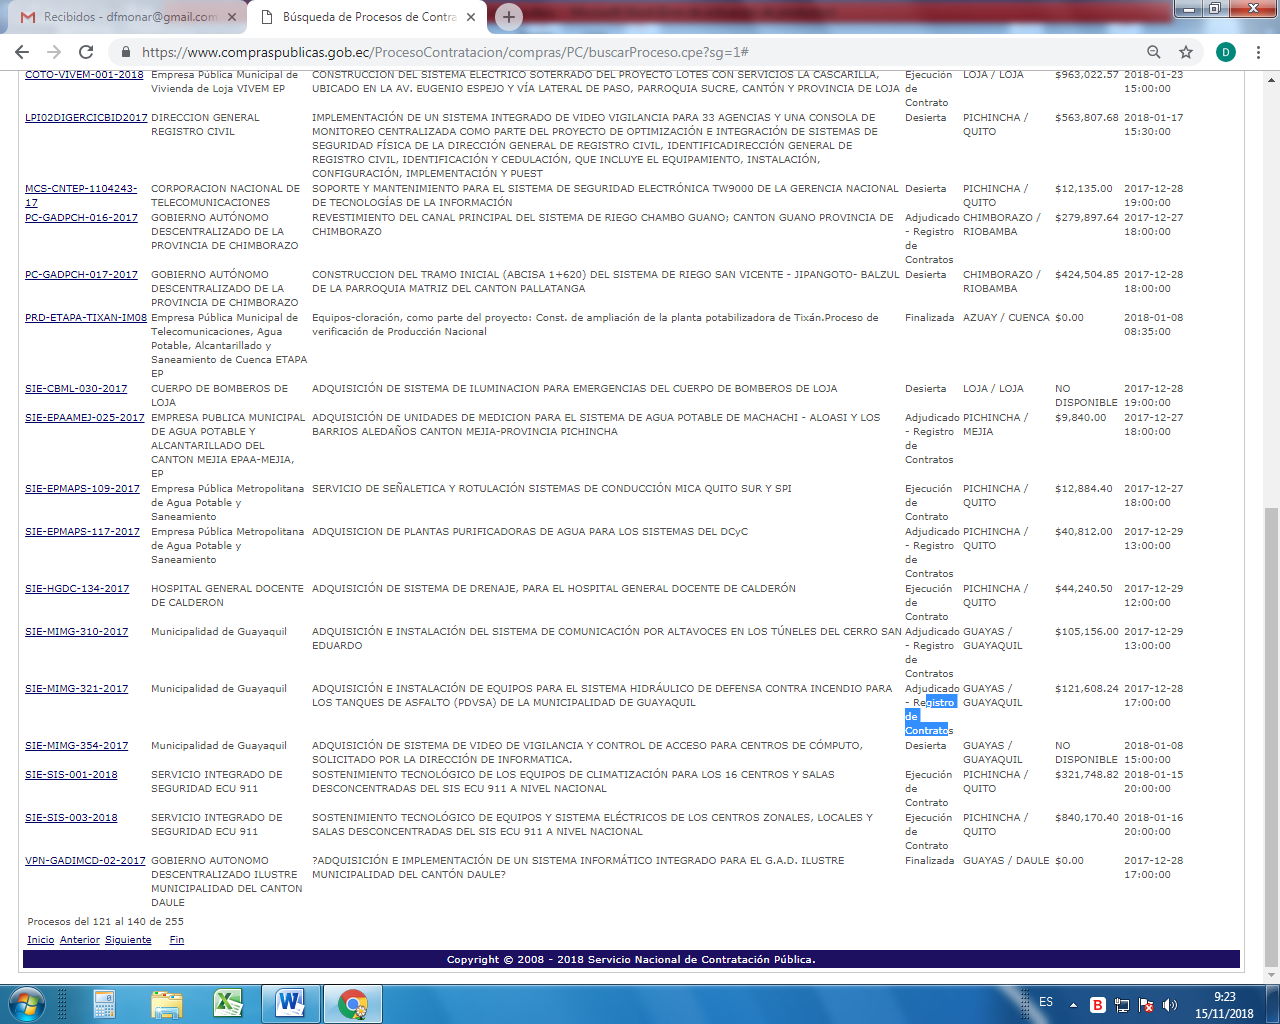 Recibidos - dfmonar@gmail.com
Búsqueda de Procesos de Contra
https://www.compraspublicas.gob.ec/ProcesoContratacion/compras/PC/buscarProceso.cpe?sg=1#
D
COTO-VIVEM-001-2018 Empresa Pública Municipal de CONSTRUCCION DEL SISTEMA ELECTRICO SOTERRADO DEL PROYECTO LOTES CON SERVICIOS LA CASCARILLA, Ejecución LOJA / LOJA $963,022.57 2018-01-23
Vivienda de Loja VIVEM EP UBICADO EN LA AV. EUGENIO ESPEJO Y VÍA LATERAL DE PASO, PARROQUIA SUCRE, CANTÓN Y PROVINCIA DE LOJA de 15:00:00
Contrato
LPI02DIGERCICBID2017 DIRECCION GENERAL IMPLEMENTACIÓN DE UN SISTEMA INTEGRADO DE VIDEO VIGILANCIA PARA 33 AGENCIAS Y UNA CONSOLA DE Desierta PICHINCHA / $563,807.68 2018-01-17
REGISTRO CIVIL MONITOREO CENTRALIZADA COMO PARTE DEL PROYECTO DE OPTIMIZACIÓN E INTEGRACIÓN DE SISTEMAS DE QUITO 15:30:00
SEGURIDAD FÍSICA DE LA DIRECCIÓN GENERAL DE REGISTRO CIVIL, IDENTIFICADIRECCIÓN GENERAL DE
REGISTRO CIVIL, IDENTIFICACIÓN Y CEDULACIÓN, QUE INCLUYE EL EQUIPAMIENTO, INSTALACIÓN,
CONFIGURACIÓN, IMPLEMENTACIÓN Y PUEST
MCS-CNTEP-1104243- CORPORACION NACIONAL DE SOPORTE Y MANTENIMIENTO PARA EL SISTEMA DE SEGURIDAD ELECTRÓNICA TW9000 DE LA GERENCIA NACIONAL Desierta PICHINCHA / $12,135.00 2017-12-28
17 TELECOMUNICACIONES DE TECNOLOGÍAS DE LA INFORMACIÓN QUITO 19:00:00
PC-GADPCH-016-2017 GOBIERNO AUTÓNOMO REVESTIMIENTO DEL CANAL PRINCIPAL DEL SISTEMA DE RIEGO CHAMBO GUANO; CANTON GUANO PROVINCIA DE Adjudicado CHIMBORAZO / $279,897.64 2017-12-27
DESCENTRALIZADO DE LA CHIMBORAZO - Registro RIOBAMBA 18:00:00
PROVINCIA DE CHIMBORAZO de
Contratos
PC-GADPCH-017-2017 GOBIERNO AUTÓNOMO CONSTRUCCION DEL TRAMO INICIAL (ABCISA 1+620) DEL SISTEMA DE RIEGO SAN VICENTE - JIPANGOTO- BALZUL Desierta CHIMBORAZO / $424,504.85 2017-12-28
DESCENTRALIZADO DE LA DE LA PARROQUIA MATRIZ DEL CANTON PALLATANGA RIOBAMBA 18:00:00
PROVINCIA DE CHIMBORAZO
PRD-ETAPA-TIXAN-IM08 Empresa Pública Municipal de Equipos-cloración, como parte del proyecto: Const. de ampliación de la planta potabilizadora de Tixán.Proceso de Finalizada AZUAY / CUENCA $0.00 2018-01-08
Telecomunicaciones, Agua verificación de Producción Nacional 08:35:00
Potable, Alcantarillado y
Saneamiento de Cuenca ETAPA
EP
SIE-CBML-030-2017 CUERPO DE BOMBEROS DE ADQUISICIÓN DE SISTEMA DE ILUMINACION PARA EMERGENCIAS DEL CUERPO DE BOMBEROS DE LOJA Desierta LOJA / LOJA NO 2017-12-28
LOJA DISPONIBLE 19:00:00
SIE-EPAAMEJ-025-2017 EMPRESA PUBLICA MUNICIPAL ADQUISICIÓN DE UNIDADES DE MEDICION PARA EL SISTEMA DE AGUA POTABLE DE MACHACHI - ALOASI Y LOS Adjudicado PICHINCHA / $9,840.00 2017-12-27
DE AGUA POTABLE Y BARRIOS ALEDAÑOS CANTON MEJIA-PROVINCIA PICHINCHA - Registro MEJIA 18:00:00
ALCANTARILLADO DEL de
CANTON MEJIA EPAA-MEJIA, Contratos
EP
SIE-EPMAPS-109-2017 Empresa Pública Metropolitana SERVICIO DE SEÑALETICA Y ROTULACIÓN SISTEMAS DE CONDUCCIÓN MICA QUITO SUR Y SPI Ejecución PICHINCHA / $12,884.40 2017-12-27
de Agua Potable y de QUITO 18:00:00
Saneamiento Contrato
SIE-EPMAPS-117-2017 Empresa Pública Metropolitana ADQUISICION DE PLANTAS PURIFICADORAS DE AGUA PARA LOS SISTEMAS DEL DCyC Adjudicado PICHINCHA / $40,812.00 2017-12-29
de Agua Potable y - Registro QUITO 13:00:00
Saneamiento de
Contratos
SIE-HGDC-134-2017 HOSPITAL GENERAL DOCENTE ADQUISICIÓN DE SISTEMA DE DRENAJE, PARA EL HOSPITAL GENERAL DOCENTE DE CALDERÓN Ejecución PICHINCHA / $44,240.50 2017-12-29
DE CALDERON de QUITO 12:00:00
Contrato
SIE-MIMG-310-2017 Municipalidad de Guayaquil ADQUISICIÓN E INSTALACIÓN DEL SISTEMA DE COMUNICACIÓN POR ALTAVOCES EN LOS TÚNELES DEL CERRO SAN Adjudicado GUAYAS / $105,156.00 2017-12-29
EDUARDO - Registro GUAYAQUIL 13:00:00
de
Contratos
SIE-MIMG-321-2017 Municipalidad de Guayaquil ADQUISICIÓN E INSTALACIÓN DE EQUIPOS PARA EL SISTEMA HIDRÁULICO DE DEFENSA CONTRA INCENDIO PARA Adjudicado GUAYAS / $121,608.24 2017-12-28
LOS TANQUES DE ASFALTO (PDVSA) DE LA MUNICIPALIDAD DE GUAYAQUIL - Registro GUAYAQUIL 17:00:00
de
Contratos
SIE-MIMG-354-2017 Municipalidad de Guayaquil ADQUISICIÓN DE SISTEMA DE VIDEO DE VIGILANCIA Y CONTROL DE ACCESO PARA CENTROS DE CÓMPUTO, Desierta GUAYAS / NO 2018-01-08
SOLICITADO POR LA DIRECCIÓN DE INFORMATICA. GUAYAQUIL DISPONIBLE 15:00:00
SIE-SIS-001-2018 SERVICIO INTEGRADO DE SOSTENIMIENTO TECNOLÓGICO DE LOS EQUIPOS DE CLIMATIZACIÓN PARA LOS 16 CENTROS Y SALAS Ejecución PICHINCHA / $321,748.82 2018-01-15
SEGURIDAD ECU 911 DESCONCENTRADAS DEL SIS ECU 911 A NIVEL NACIONAL de QUITO 20:00:00
Contrato
SIE-SIS-003-2018 SERVICIO INTEGRADO DE SOSTENIMIENTO TECNOLÓGICO DE EQUIPOS Y SISTEMA ELÉCTRICOS DE LOS CENTROS ZONALES, LOCALES Y Ejecución PICHINCHA / $840,170.40 2018-01-16
SEGURIDAD ECU 911 SALAS DESCONCENTRADAS DEL SIS ECU 911 A NIVEL NACIONAL de QUITO 20:00:00
Contrato
VPN-GADIMCD-02-2017 GOBIERNO AUTONOMO ?ADQUISICIÓN E IMPLEMENTACIÓN DE UN SISTEMA INFORMÁTICO INTEGRADO PARA EL G.A.D. ILUSTRE Finalizada GUAYAS / DAULE $0.00 2017-12-28
DESCENTRALIZADO ILUSTRE MUNICIPALIDAD DEL CANTÓN DAULE? 17:00:00
MUNICIPALIDAD DEL CANTON
DAULE
Procesos del 121 al 140 de 255
Inicio Anterior Siguiente Fin
Copyright © 2008 - 2018 Servicio Nacional de Contratación Pública.
ES
B
9:23
15/11/2018